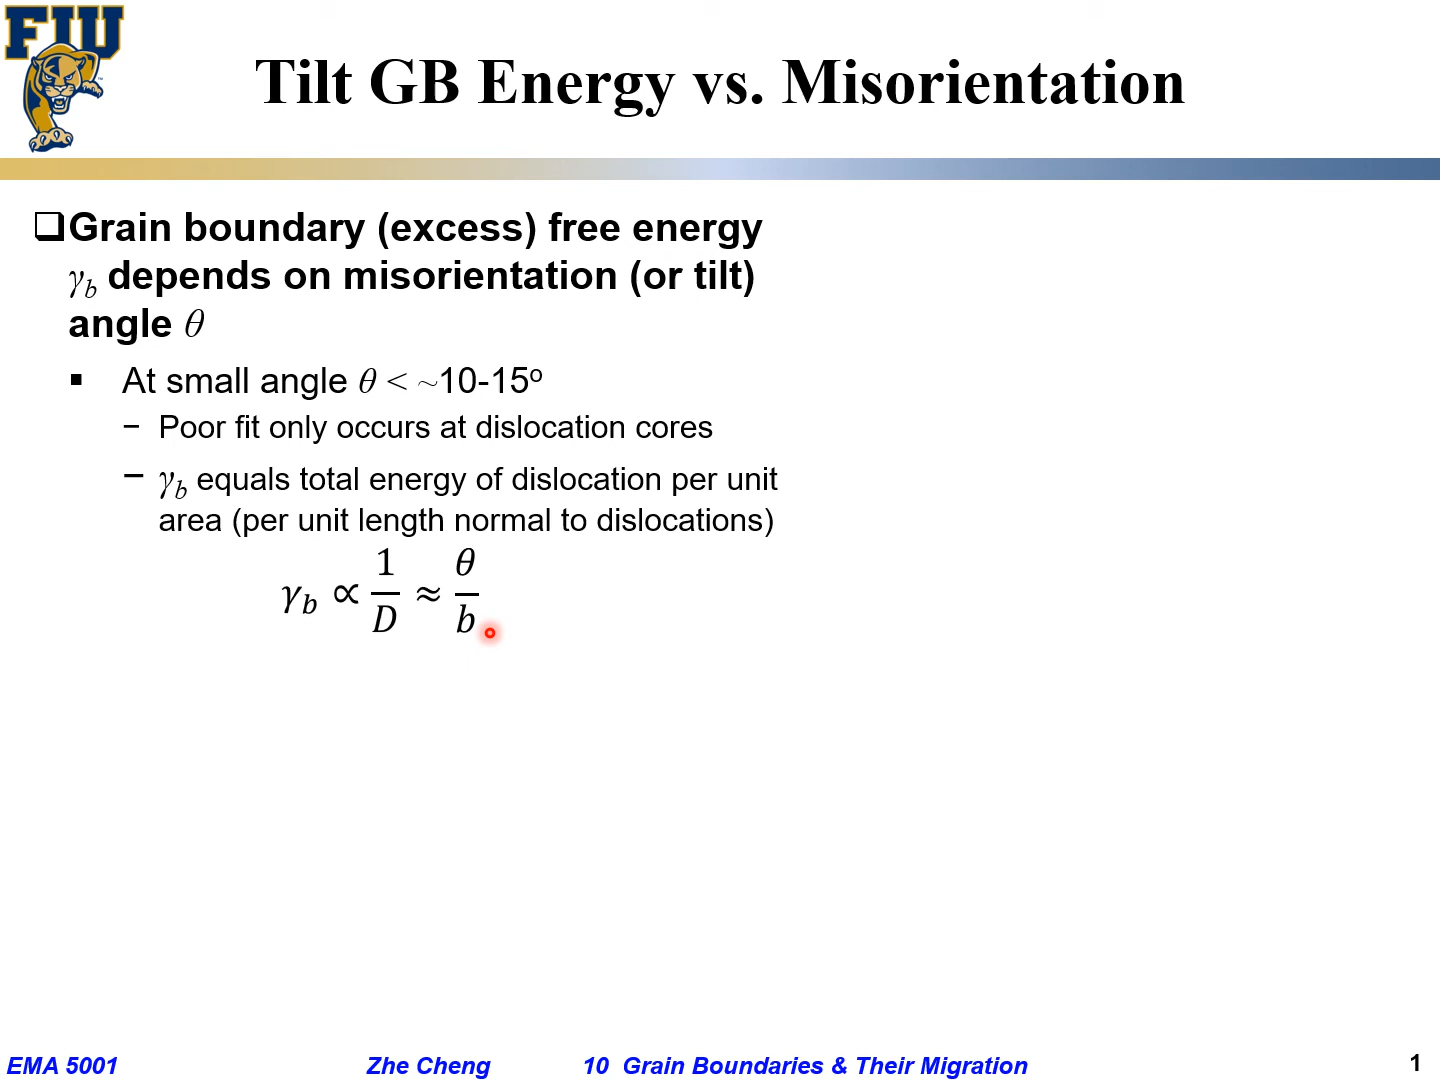 FIU
Tilt GB Energy vs. Misorientation
❑Grain boundary (excess) free energy
γb depends on misorientation (or tilt)
angle θ
▪ At small angle θ < ~10-15o
− Poor fit only occurs at dislocation cores
− γb equals total energy of dislocation per unit
area (per unit length normal to dislocations)
γb ∝ 1/D ≈ θ/b
EMA 5001 Zhe Cheng 10 Grain Boundaries & Their Migration 1